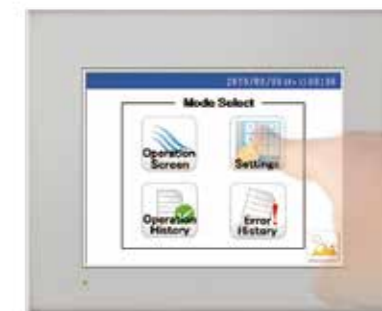 Mode Select
Operation
Screen
Settings
Operation
History
Error
History